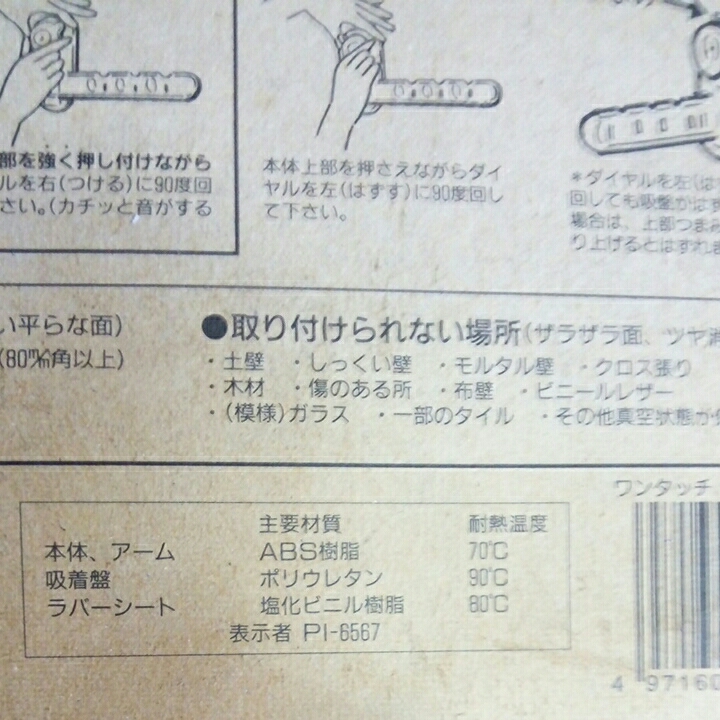 部を強く押し付けながら
ルを右(つける)に90度回
さい。(カチッと音がする
本体上部を押さえながらダイ
ヤルを左(はずす)に90度回し
て下さい。
*ダイヤルを左(は
回しても吸盤がはず
場合は、上部つまみ
り上げるとはずれま
い平らな面)
(80㎜角以上)
●取り付けられない場所(ザラザラ面、ツヤ消
・土壁 ・しっくい壁 ・モルタル壁 ・クロス張り
・木材 ・傷のある所 ・布壁 ・ビニールレザー
・(模様)ガラス ・一部のタイル ・その他真空状態が
ワンタッチ
主要材質 耐熱温度
本体、アーム ABS樹脂 70℃
吸着盤 ポリウレタン 90℃
ラバーシート 塩化ビニル樹脂 80℃
表示者 PI-6567
4 97160